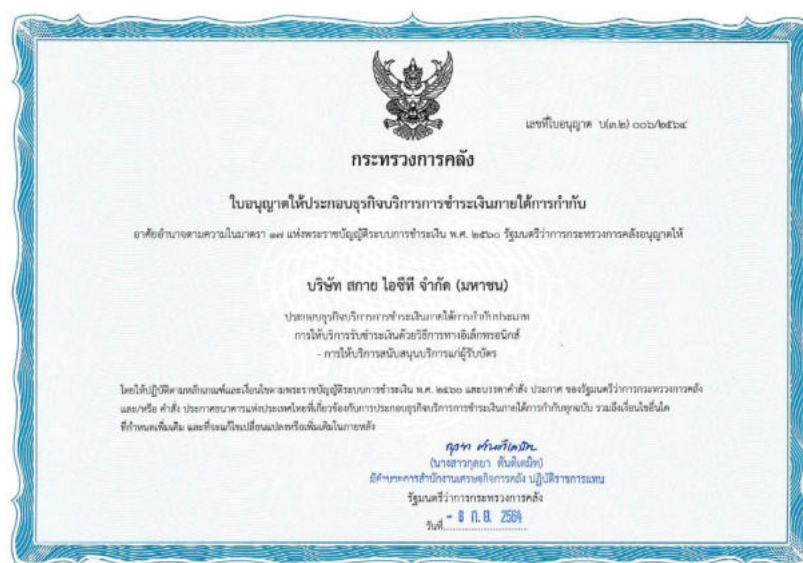 เลขที่ใบอนุญาต บ(๓.๒) ๐๐๖/๒๕๖๔
กระทรวงการคลัง
ใบอนุญาตให้ประกอบธุรกิจบริการการชำระเงินภายใต้การกำกับ
อาศัยอำนาจตามความในมาตรา ๑๗ แห่งพระราชบัญญัติระบบการชำระเงิน พ.ศ. ๒๕๖๐ รัฐมนตรีว่าการกระทรวงการคลังอนุญาตให้
บริษัท สกาย ไอซีที จำกัด (มหาชน)
ประกอบธุรกิจบริการการชำระเงินภายใต้การกำกับประเภท
การให้บริการรับชำระเงินด้วยวิธีการทางอิเล็กทรอนิกส์
- การให้บริการสนับสนุนบริการแก่ผู้รับบัตร
โดยให้ปฏิบัติตามหลักเกณฑ์และเงื่อนไขตามพระราชบัญญัติระบบการชำระเงิน พ.ศ. ๒๕๖๐ และบรรดาคำสั่ง ประกาศ ของรัฐมนตรีว่าการกระทรวงการคลัง
และ/หรือ คำสั่ง ประกาศธนาคารแห่งประเทศไทยที่เกี่ยวข้องกับการประกอบธุรกิจบริการการชำระเงินภายใต้การกำกับทุกฉบับ รวมถึงเงื่อนไขอื่นใด
ที่กำหนดเพิ่มเติม และที่จะแก้ไขเปลี่ยนแปลงหรือเพิ่มเติมในภายหลัง
(นางสาวกุลยา ตันติเตมิท)
ผู้อำนวยการสำนักงานเศรษฐกิจการคลัง ปฏิบัติราชการแทน
รัฐมนตรีว่าการกระทรวงการคลัง
วันที่ - ก.ย. 2564